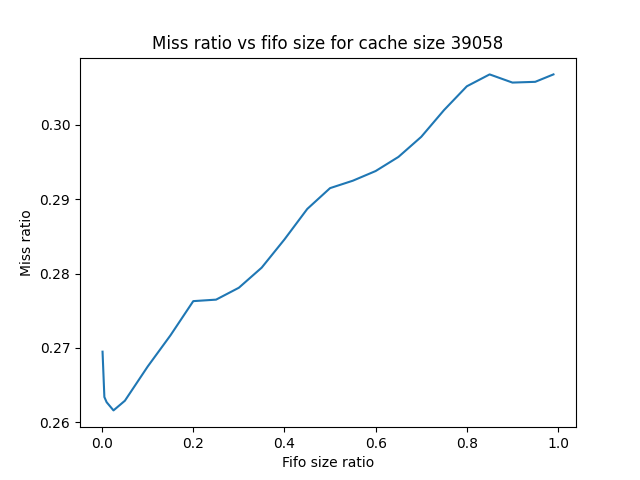 Miss ratio vs fifo size for cache size 39058
Miss ratio
0.30
0.29
0.28
0.27
0.26
0.0 0.2 0.4 0.6 0.8 1.0
Fifo size ratio